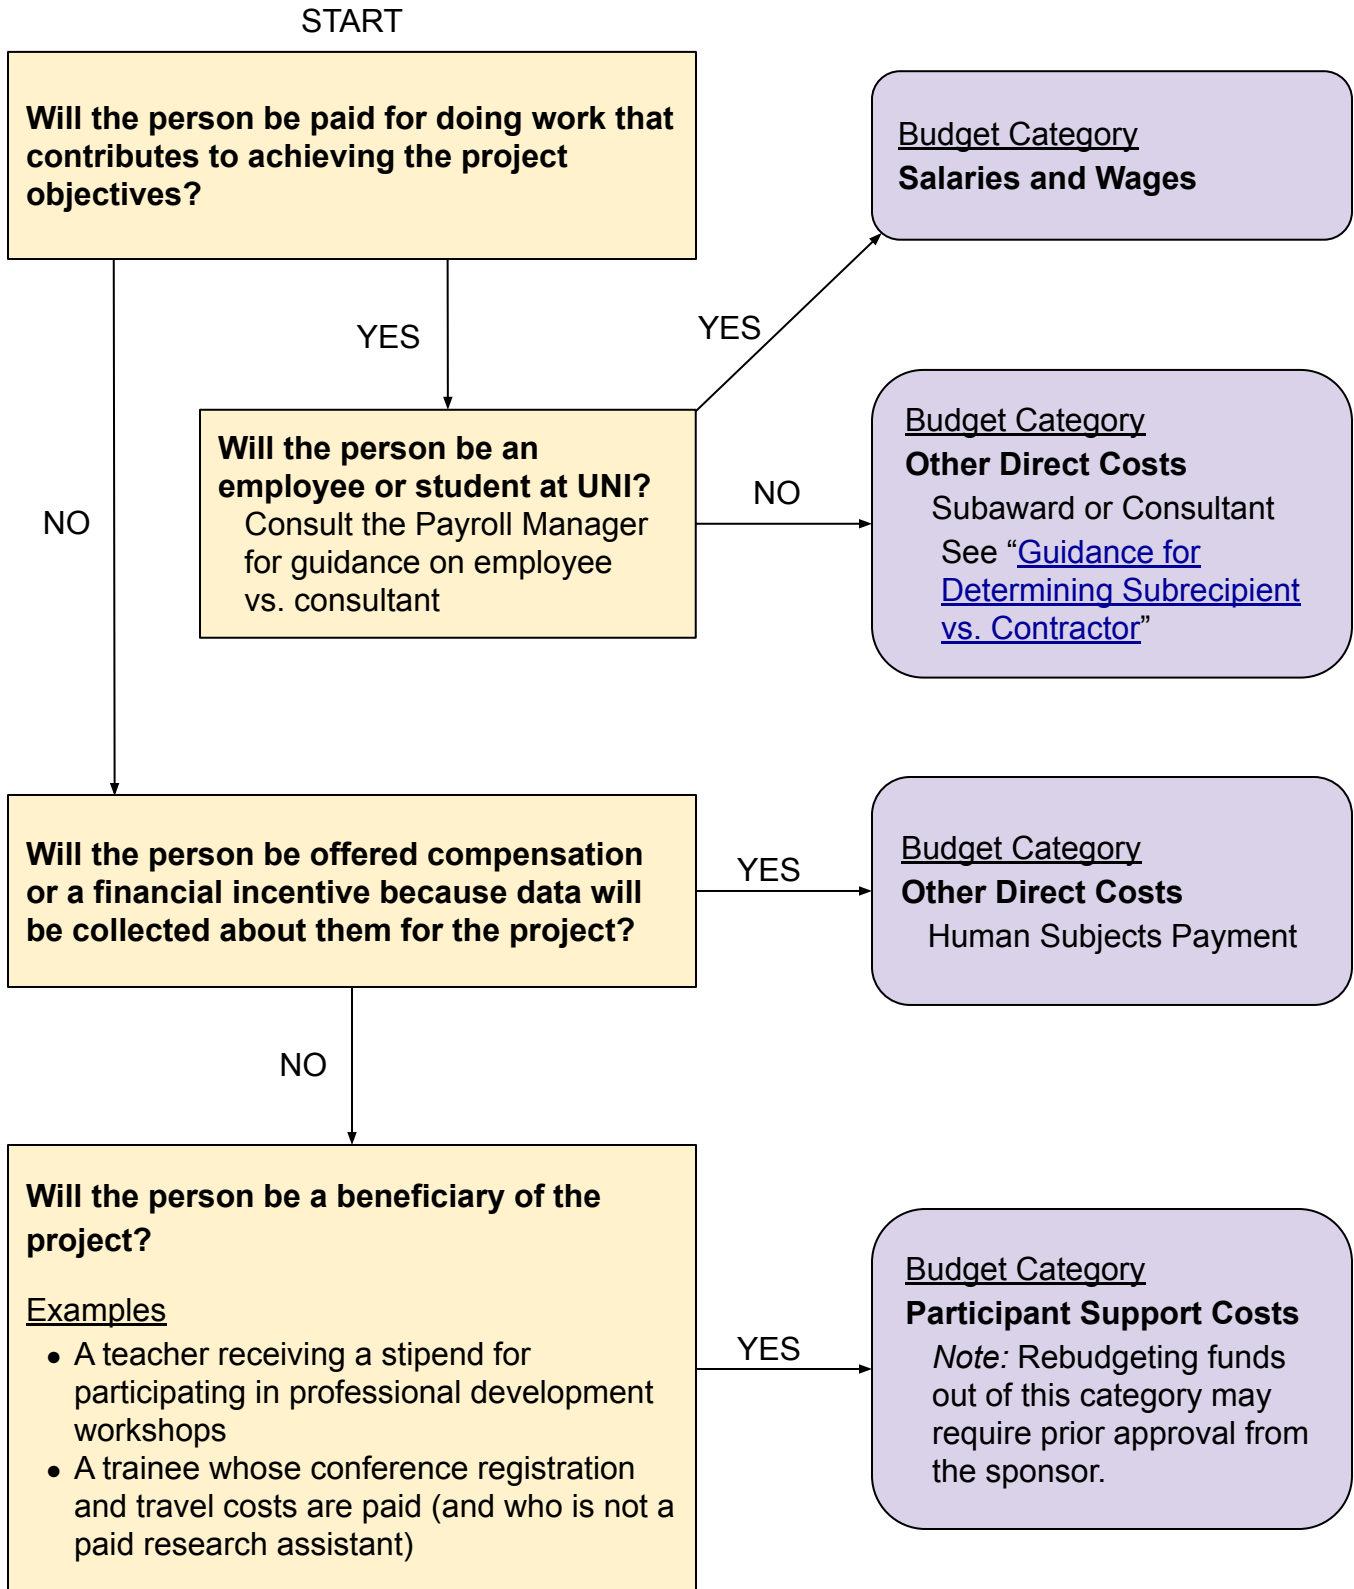 START
Will the person be paid for doing work that
contributes to achieving the project
objectives?
Budget Category
Salaries and Wages
YES
YES
Will the person be an
employee or student at UNI?
Consult the Payroll Manager
for guidance on employee
vs. consultant
NO
NO
Budget Category
Other Direct Costs
Subaward or Consultant
See “Guidance for
Determining Subrecipient
vs. Contractor”
Will the person be offered compensation
or a financial incentive because data will
be collected about them for the project?
YES
Budget Category
Other Direct Costs
Human Subjects Payment
NO
Will the person be a beneficiary of the
project?
Examples
● A teacher receiving a stipend for
participating in professional development
workshops
● A trainee whose conference registration
and travel costs are paid (and who is not a
paid research assistant)
YES
Budget Category
Participant Support Costs
Note: Rebudgeting funds
out of this category may
require prior approval from
the sponsor.